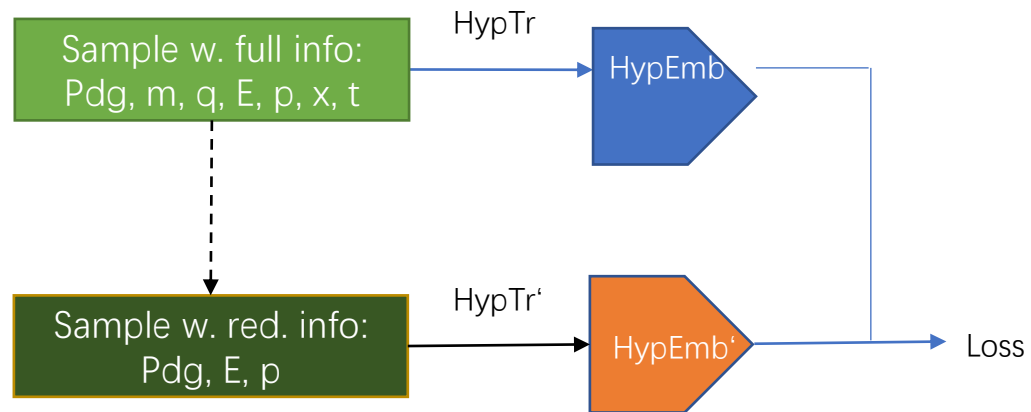 HypTr
Sample w. full info:
Pdg, m, q, E, p, x, t
HypEmb
HypTr‘
Sample w. red. info:
Pdg, E, p
HypEmb‘
Loss